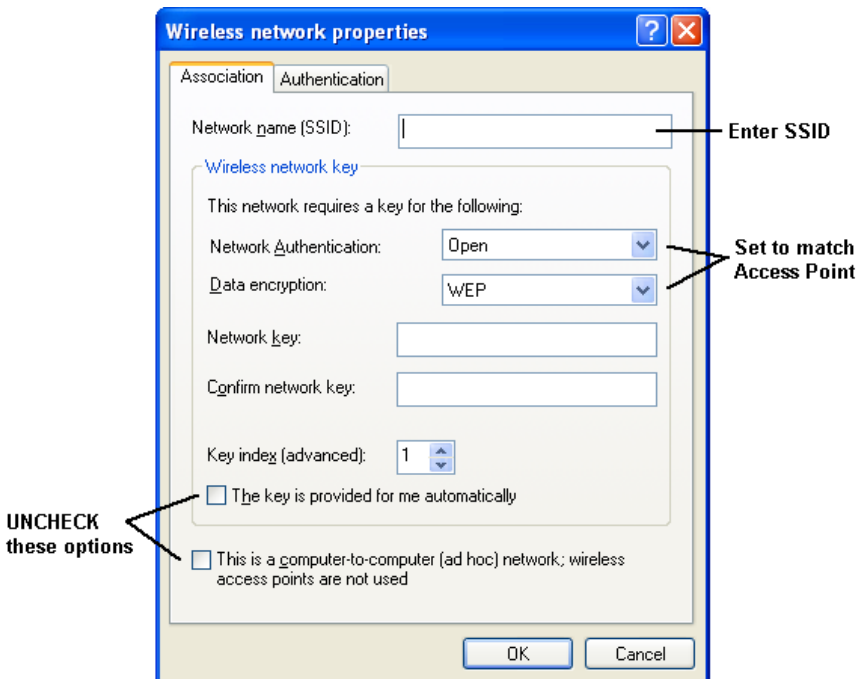 Wireless network properties
Association Authentication
Network name (SSID):
Enter SSID
Wireless network key
This network requires a key for the following:
Network Authentication: Open
Data encryption: WEP
Set to match
Access Point
Network key:
Confirm network key:
Key index (advanced): 1
The key is provided for me automatically
UNCHECK
these options
This is a computer-to-computer (ad hoc) network; wireless
access points are not used
OK Cancel